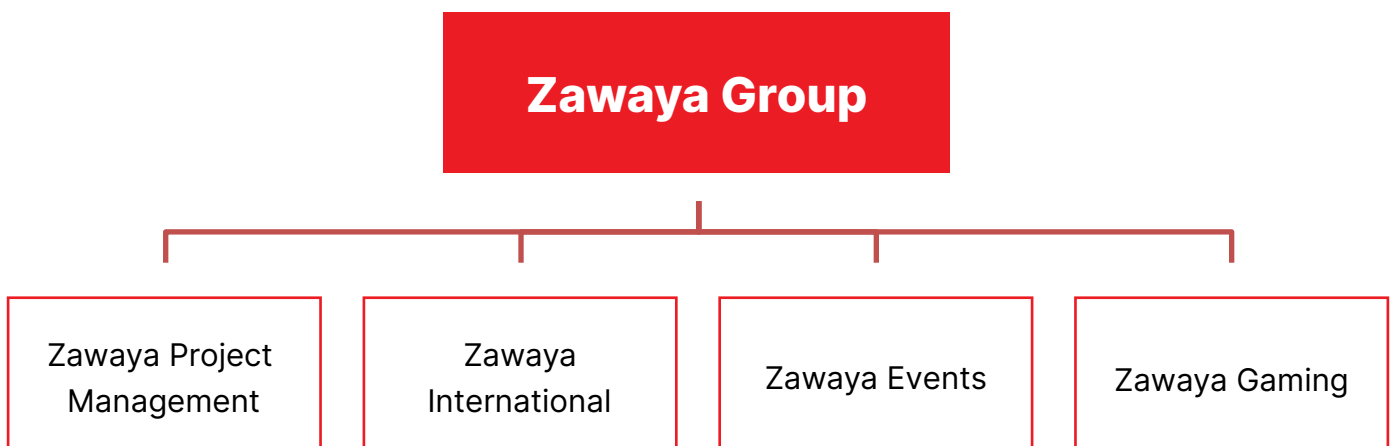 Zawaya Group
Zawaya Project
Management
Zawaya
International
Zawaya Events
Zawaya Gaming